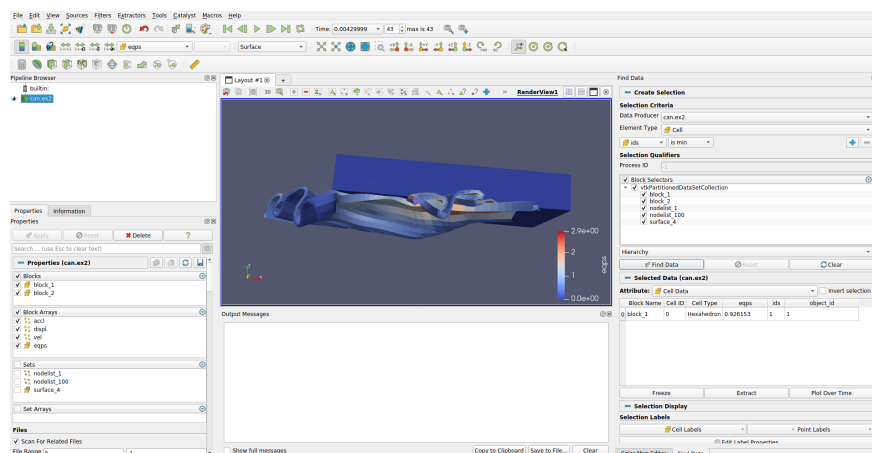 File Edit View Sources Filters Extractors Tools Catalyst Macros Help
Time: 0.00429999 43 max is 43
eqps Surface
Pipeline Browser
builtin:
can.ex2
Properties Information
Properties
Apply Reset Delete ?
Search ... (use Esc to clear text)
Properties (can.ex2)
Blocks
block_1
block_2
Block Arrays
accl
displ
vel
eqps
Sets
nodelist_1
nodelist_100
surface_4
Set Arrays
Files
Scan For Related Files
File Range 0
Layout #1 +
3D RenderView1
2.9e+00
2
1
0.0e+00
eqps
Output Messages
Show full messages Copy to Clipboard Save to File... Clear
Find Data
Create Selection
Selection Criteria
Data Producer can.ex2
Element Type Cell
ids is min
Selection Qualifiers
Process ID
Block Selectors
vtkPartitionedDataSetCollection
block_1
block_2
nodelist_1
nodelist_100
surface_4
Hierarchy
Find Data Reset Clear
Selected Data (can.ex2)
Attribute: Cell Data Invert selection
Block Name Cell ID Cell Type eqps ids object_id
0 block_1 0 Hexahedron 0.926153 1 1
Freeze Extract Plot Over Time
Selection Display
Selection Labels
Cell Labels Point Labels
Edit Label Properties
Color Map Editor Find Data